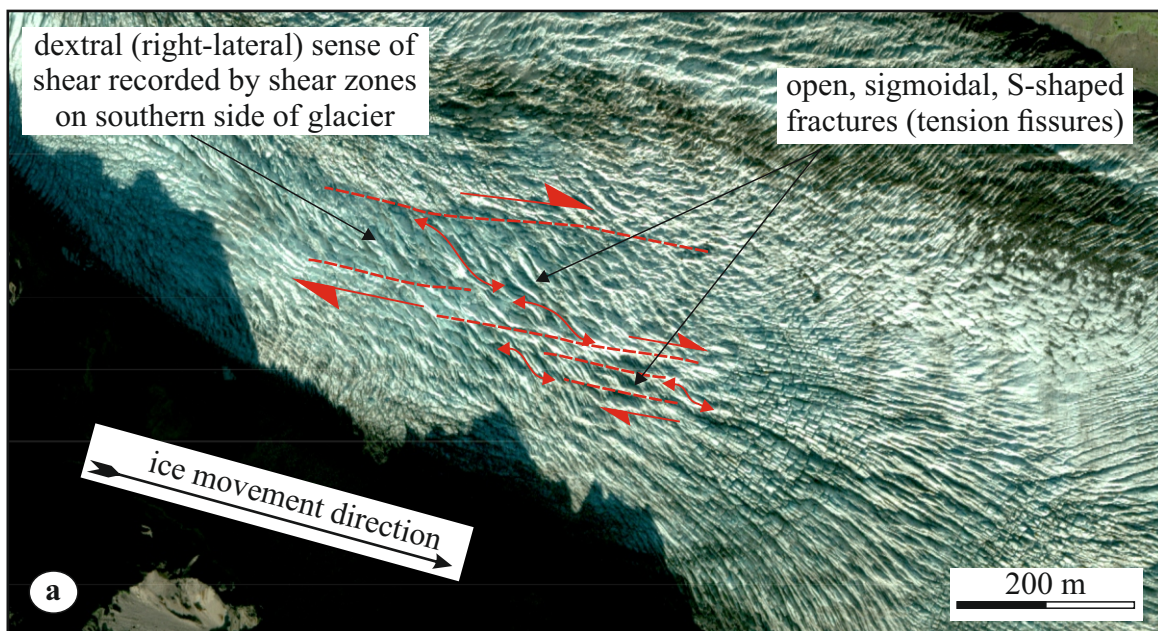 dextral (right-lateral) sense of
shear recorded by shear zones
on southern side of glacier
open, sigmoidal, S-shaped
fractures (tension fissures)
ice movement direction
a
200 m